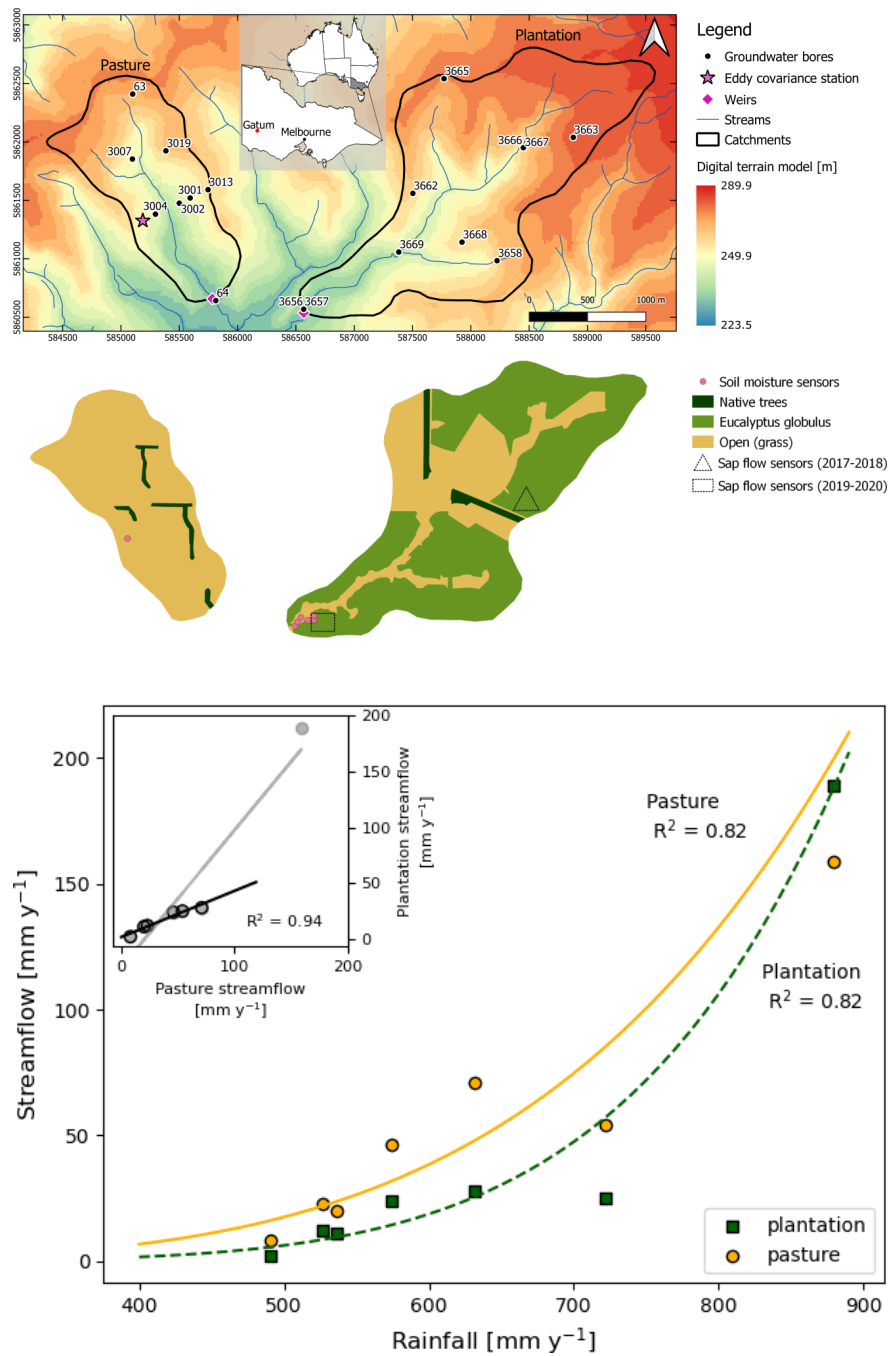 5863000
5862500
5862000
5861500
5861000
5860500
584500
585000
585500
586000
586500
587000
587500
588000
588500
589000
589500
Pasture
Plantation
63
3007
3019
3013
3001
3002
3004
64
3656
3657
3665
3666
3667
3663
3662
3668
3669
3658
Gatum
Melbourne
0
500
1000 m
Legend
Groundwater bores
Eddy covariance station
Weirs
Streams
Catchments
Digital terrain model [m]
289.9
249.9
223.5
Soil moisture sensors
Native trees
Eucalyptus globulus
Open (grass)
Sap flow sensors (2017-2018)
Sap flow sensors (2019-2020)
200
150
100
50
0
Plantation streamflow
[mm y⁻¹]
R² = 0.94
0
100
200
Pasture streamflow
[mm y⁻¹]
Pasture
R² = 0.82
Plantation
R² = 0.82
Streamflow [mm y⁻¹]
200
150
100
50
0
plantation
pasture
400
500
600
700
800
900
Rainfall [mm y⁻¹]